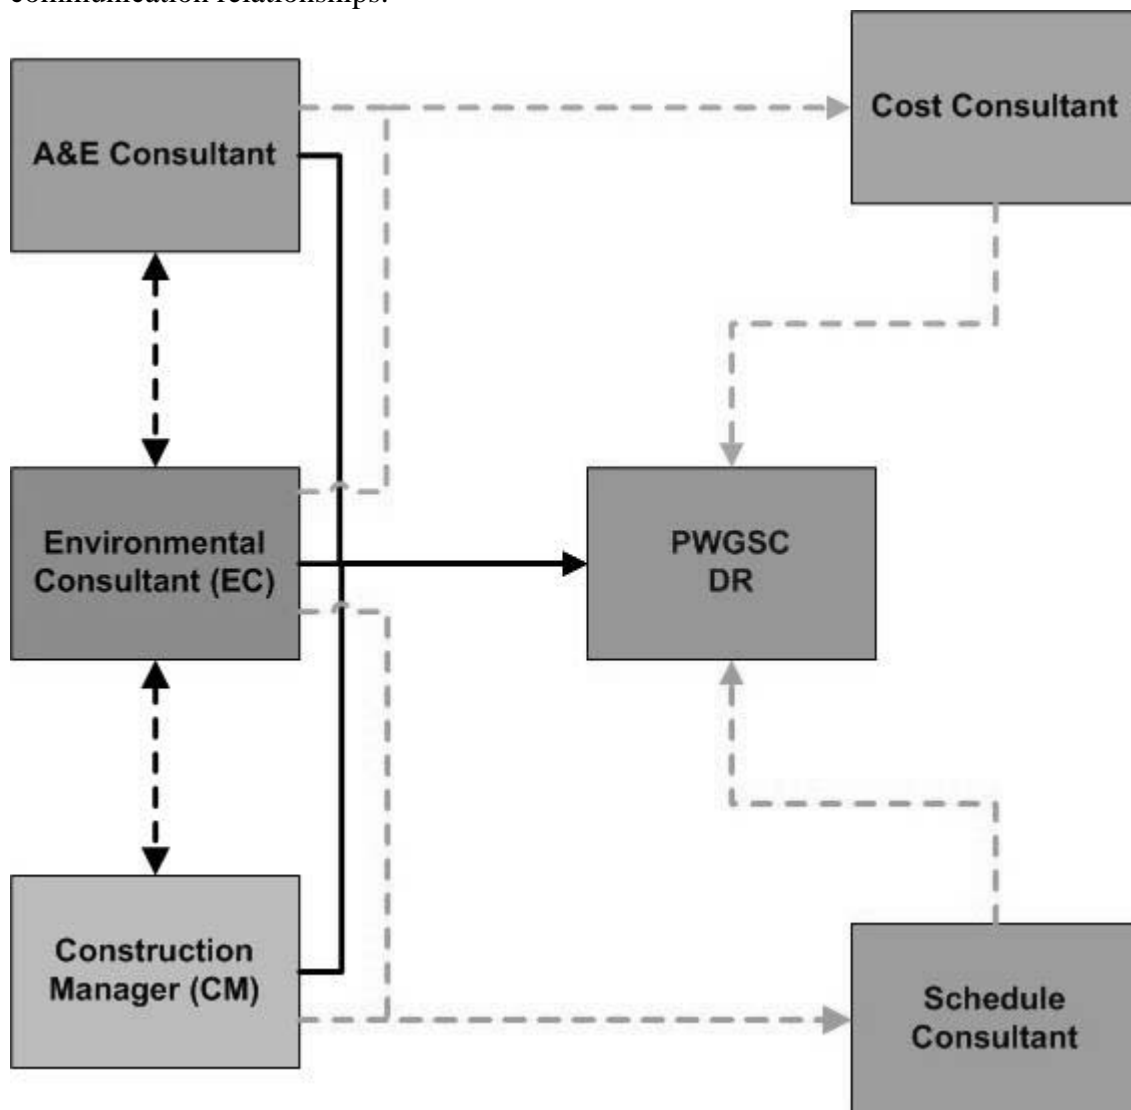 communication relationships.
A&E Consultant
Cost Consultant
Environmental
Consultant (EC)
PWGSC
DR
Construction
Manager (CM)
Schedule
Consultant